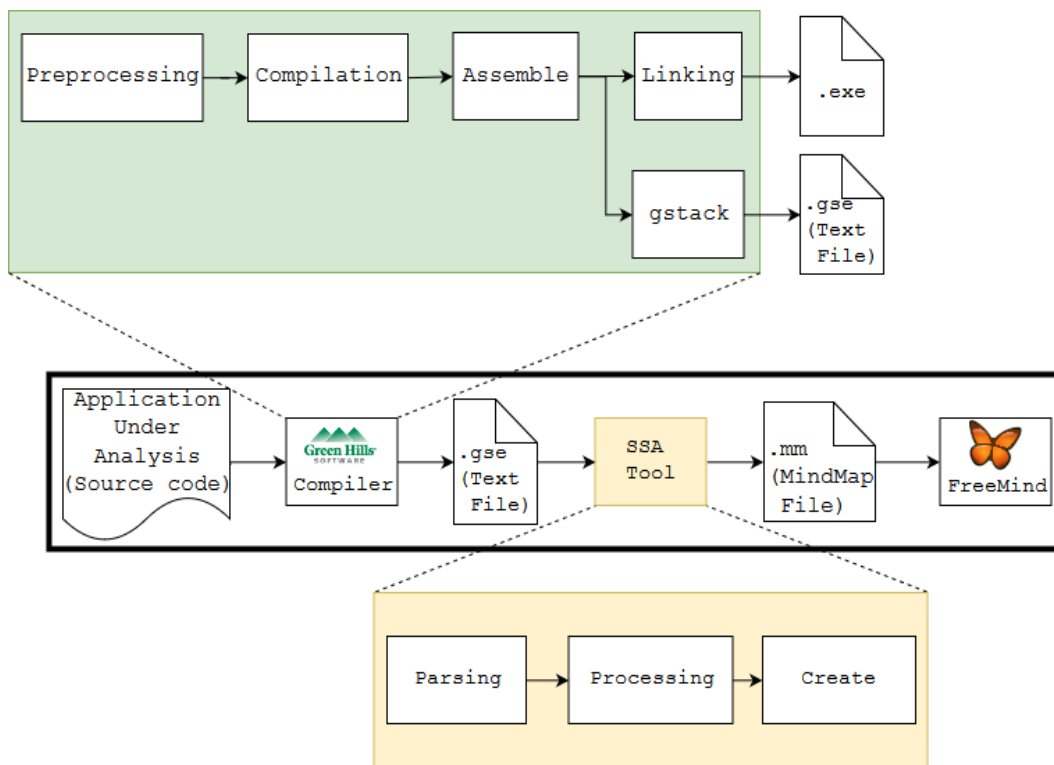 Preprocessing
Compilation
Assemble
Linking
.exe
gstack
.gse
(Text
File)
Application
Under
Analysis
(Source code)
Green Hills
SOFTWARE
Compiler
.gse
(Text
File)
SSA
Tool
.mm
(MindMap
File)
FreeMind
Parsing
Processing
Create